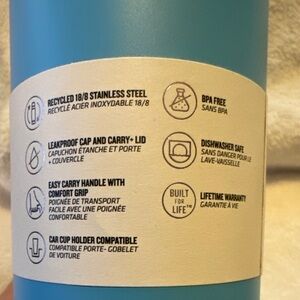 RECYCLED 18/8 STAINLESS STEEL
RECYCLÉ ACIER INOXYDABLE 18/8
LEAKPROOF CAP AND CARRY+ LID
CAPUCHON ÉTANCHE ET PORTE
+ COUVERCLE
EASY CARRY HANDLE WITH
COMFORT GRIP
POIGNÉE DE TRANSPORT
FACILE AVEC UNE POIGNÉE
CONFORTABLE
CAR CUP HOLDER COMPATIBLE
COMPATIBLE PORTE- GOBELET
DE VOITURE
BPA FREE
SANS BPA
DISHWASHER SAFE
SANS DANGER POUR LE
LAVE-VAISSELLE
BUILT
FOR
LIFE™
LIFETIME WARRANTY
GARANTIE À VIE